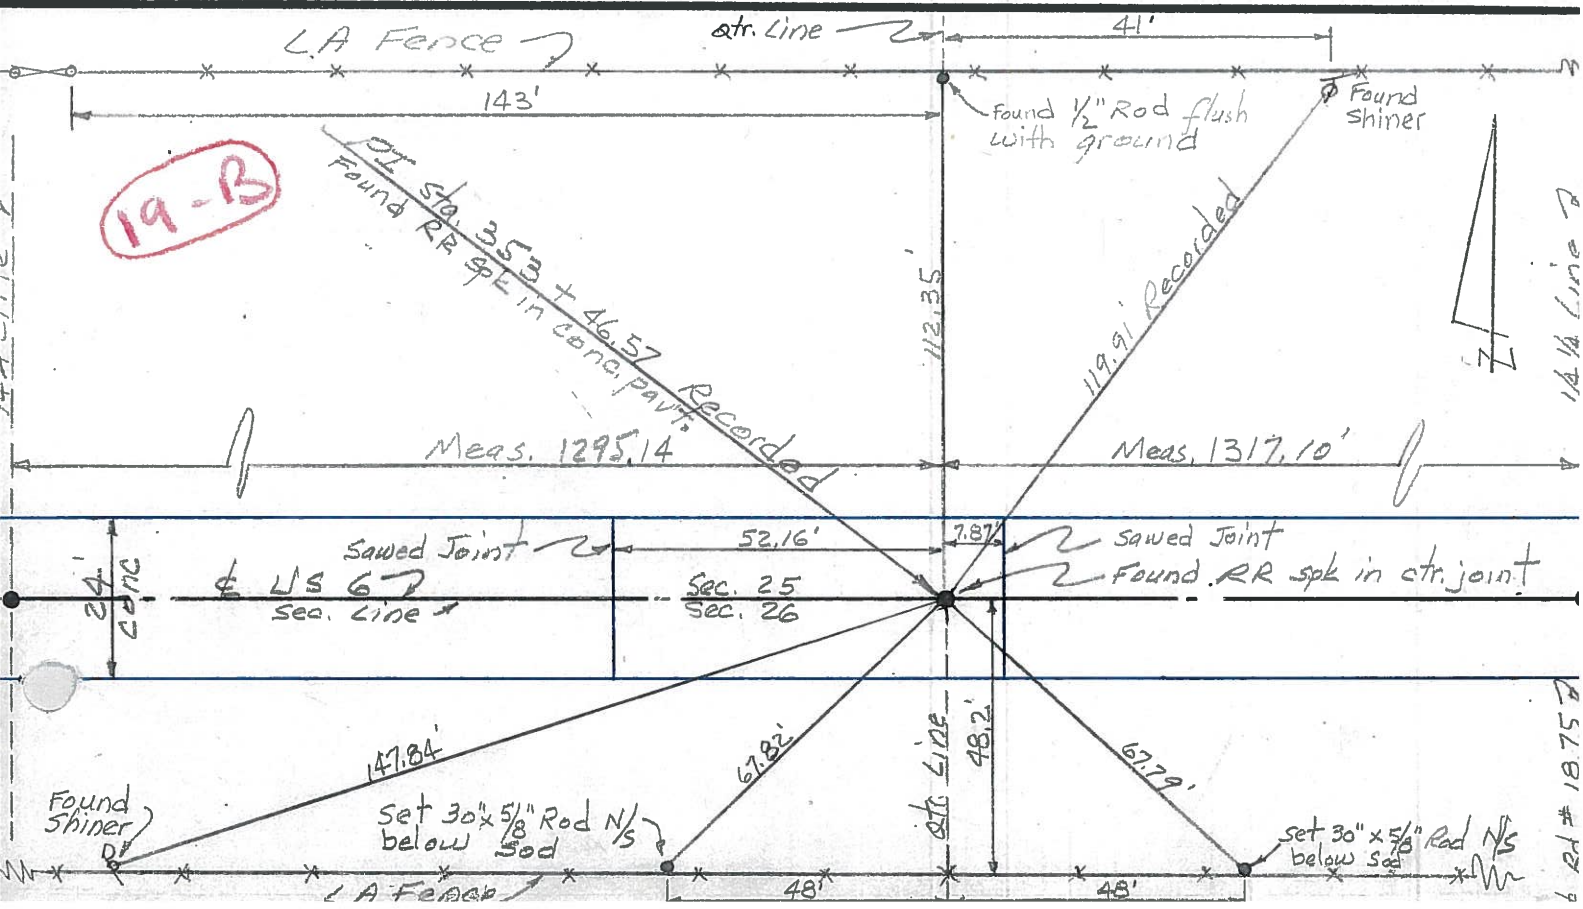 Qtr. Line
41'
L.A Fence
143'
Found 1/2" Rod flush
with ground
Found
Shiner
19-B
PI Sta. 353 + 46.57 Recorded
Found RR Spk in conc. pav't.
112.35'
119.91' Recorded
N
1/4 1/4 Line
Meas. 1295.14
Meas. 1317.10'
Sawed Joint
52.16'
7.87'
Sawed Joint
24' conc
℄ US 6
Sec. Line
Sec. 25
Sec. 26
Found RR spk in ctr. joint
147.84'
67.82'
Qtr. Line
48.2'
67.79'
Rd # 1875
Found
Shiner
Set 30" x 5/8" Rod N/S
below Sod
Set 30" x 5/8" Rod N/S
below Sod
L A Fence
48'
48'